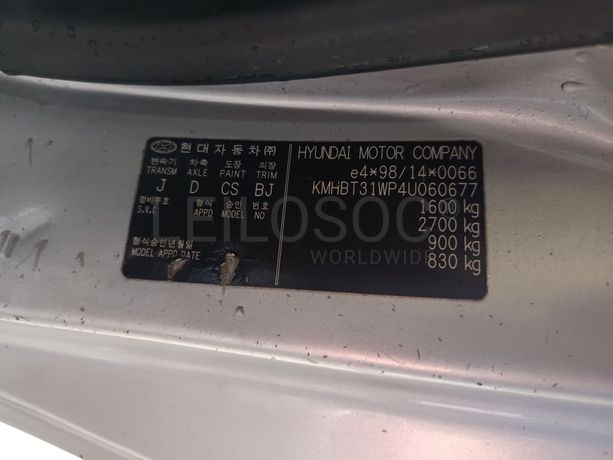 현대자동차㈜
변속기 차축 도장 의장
TRANSM AXLE PAINT TRIM
J D CS BJ
정비부호 형식 승인 번호
S.V.C APPD MODEL NO
형식승인년월일
MODEL APPD DATE
HYUNDAI MOTOR COMPANY
e4*98/14*0066
KMHBT31WP4U060677
1600 kg
2700 kg
900 kg
830 kg
LEILOSOC
WORLDWIDE